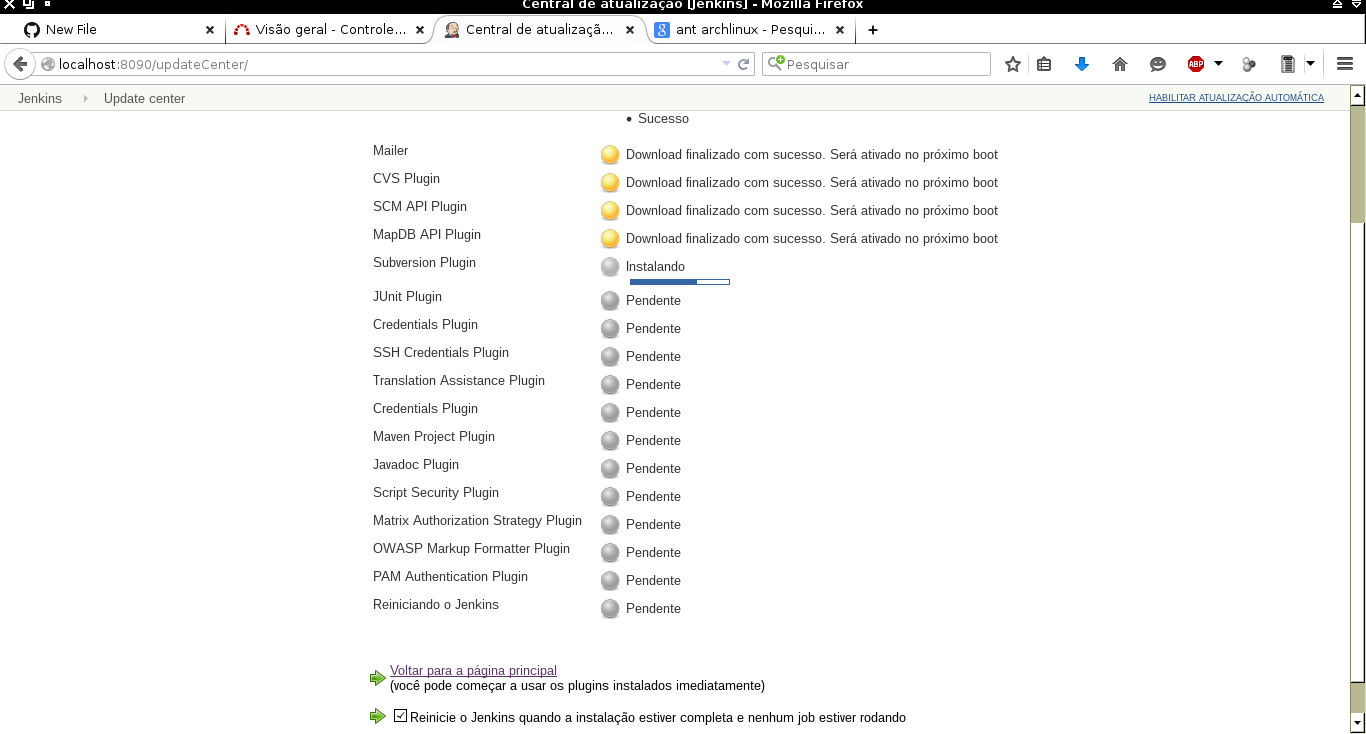 Central de atualização [Jenkins] - Mozilla Firefox
New File
Visão geral - Controle...
Central de atualizaçã...
ant archlinux - Pesqui...
localhost:8090/updateCenter/
Pesquisar
ABP
Jenkins
Update center
HABILITAR ATUALIZAÇÃO AUTOMÁTICA
• Sucesso
Mailer
Download finalizado com sucesso. Será ativado no próximo boot
CVS Plugin
Download finalizado com sucesso. Será ativado no próximo boot
SCM API Plugin
Download finalizado com sucesso. Será ativado no próximo boot
MapDB API Plugin
Download finalizado com sucesso. Será ativado no próximo boot
Subversion Plugin
Instalando
JUnit Plugin
Pendente
Credentials Plugin
Pendente
SSH Credentials Plugin
Pendente
Translation Assistance Plugin
Pendente
Credentials Plugin
Pendente
Maven Project Plugin
Pendente
Javadoc Plugin
Pendente
Script Security Plugin
Pendente
Matrix Authorization Strategy Plugin
Pendente
OWASP Markup Formatter Plugin
Pendente
PAM Authentication Plugin
Pendente
Reiniciando o Jenkins
Pendente
Voltar para a página principal
(você pode começar a usar os plugins instalados imediatamente)
Reinicie o Jenkins quando a instalação estiver completa e nenhum job estiver rodando